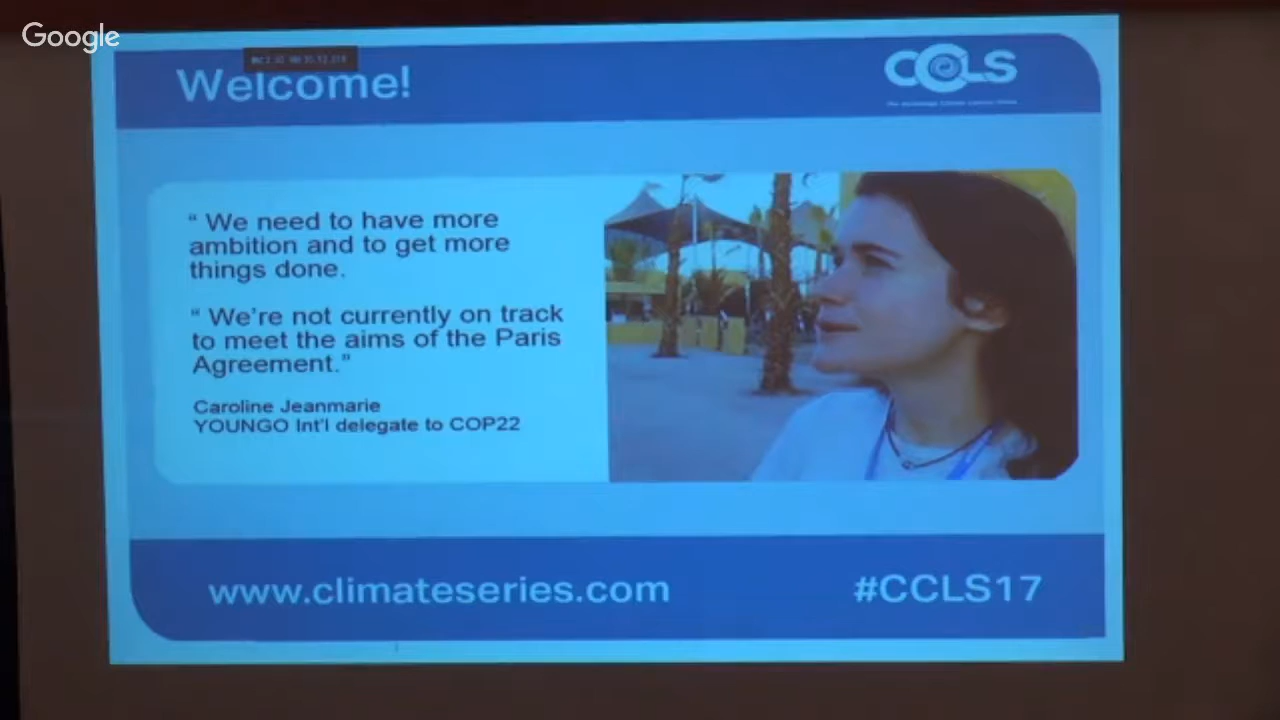 Google
Welcome!
CCLS
“ We need to have more
ambition and to get more
things done.
“ We’re not currently on track
to meet the aims of the Paris
Agreement.”
Caroline Jeanmarie
YOUNGO Int'l delegate to COP22
www.climateseries.com
#CCLS17